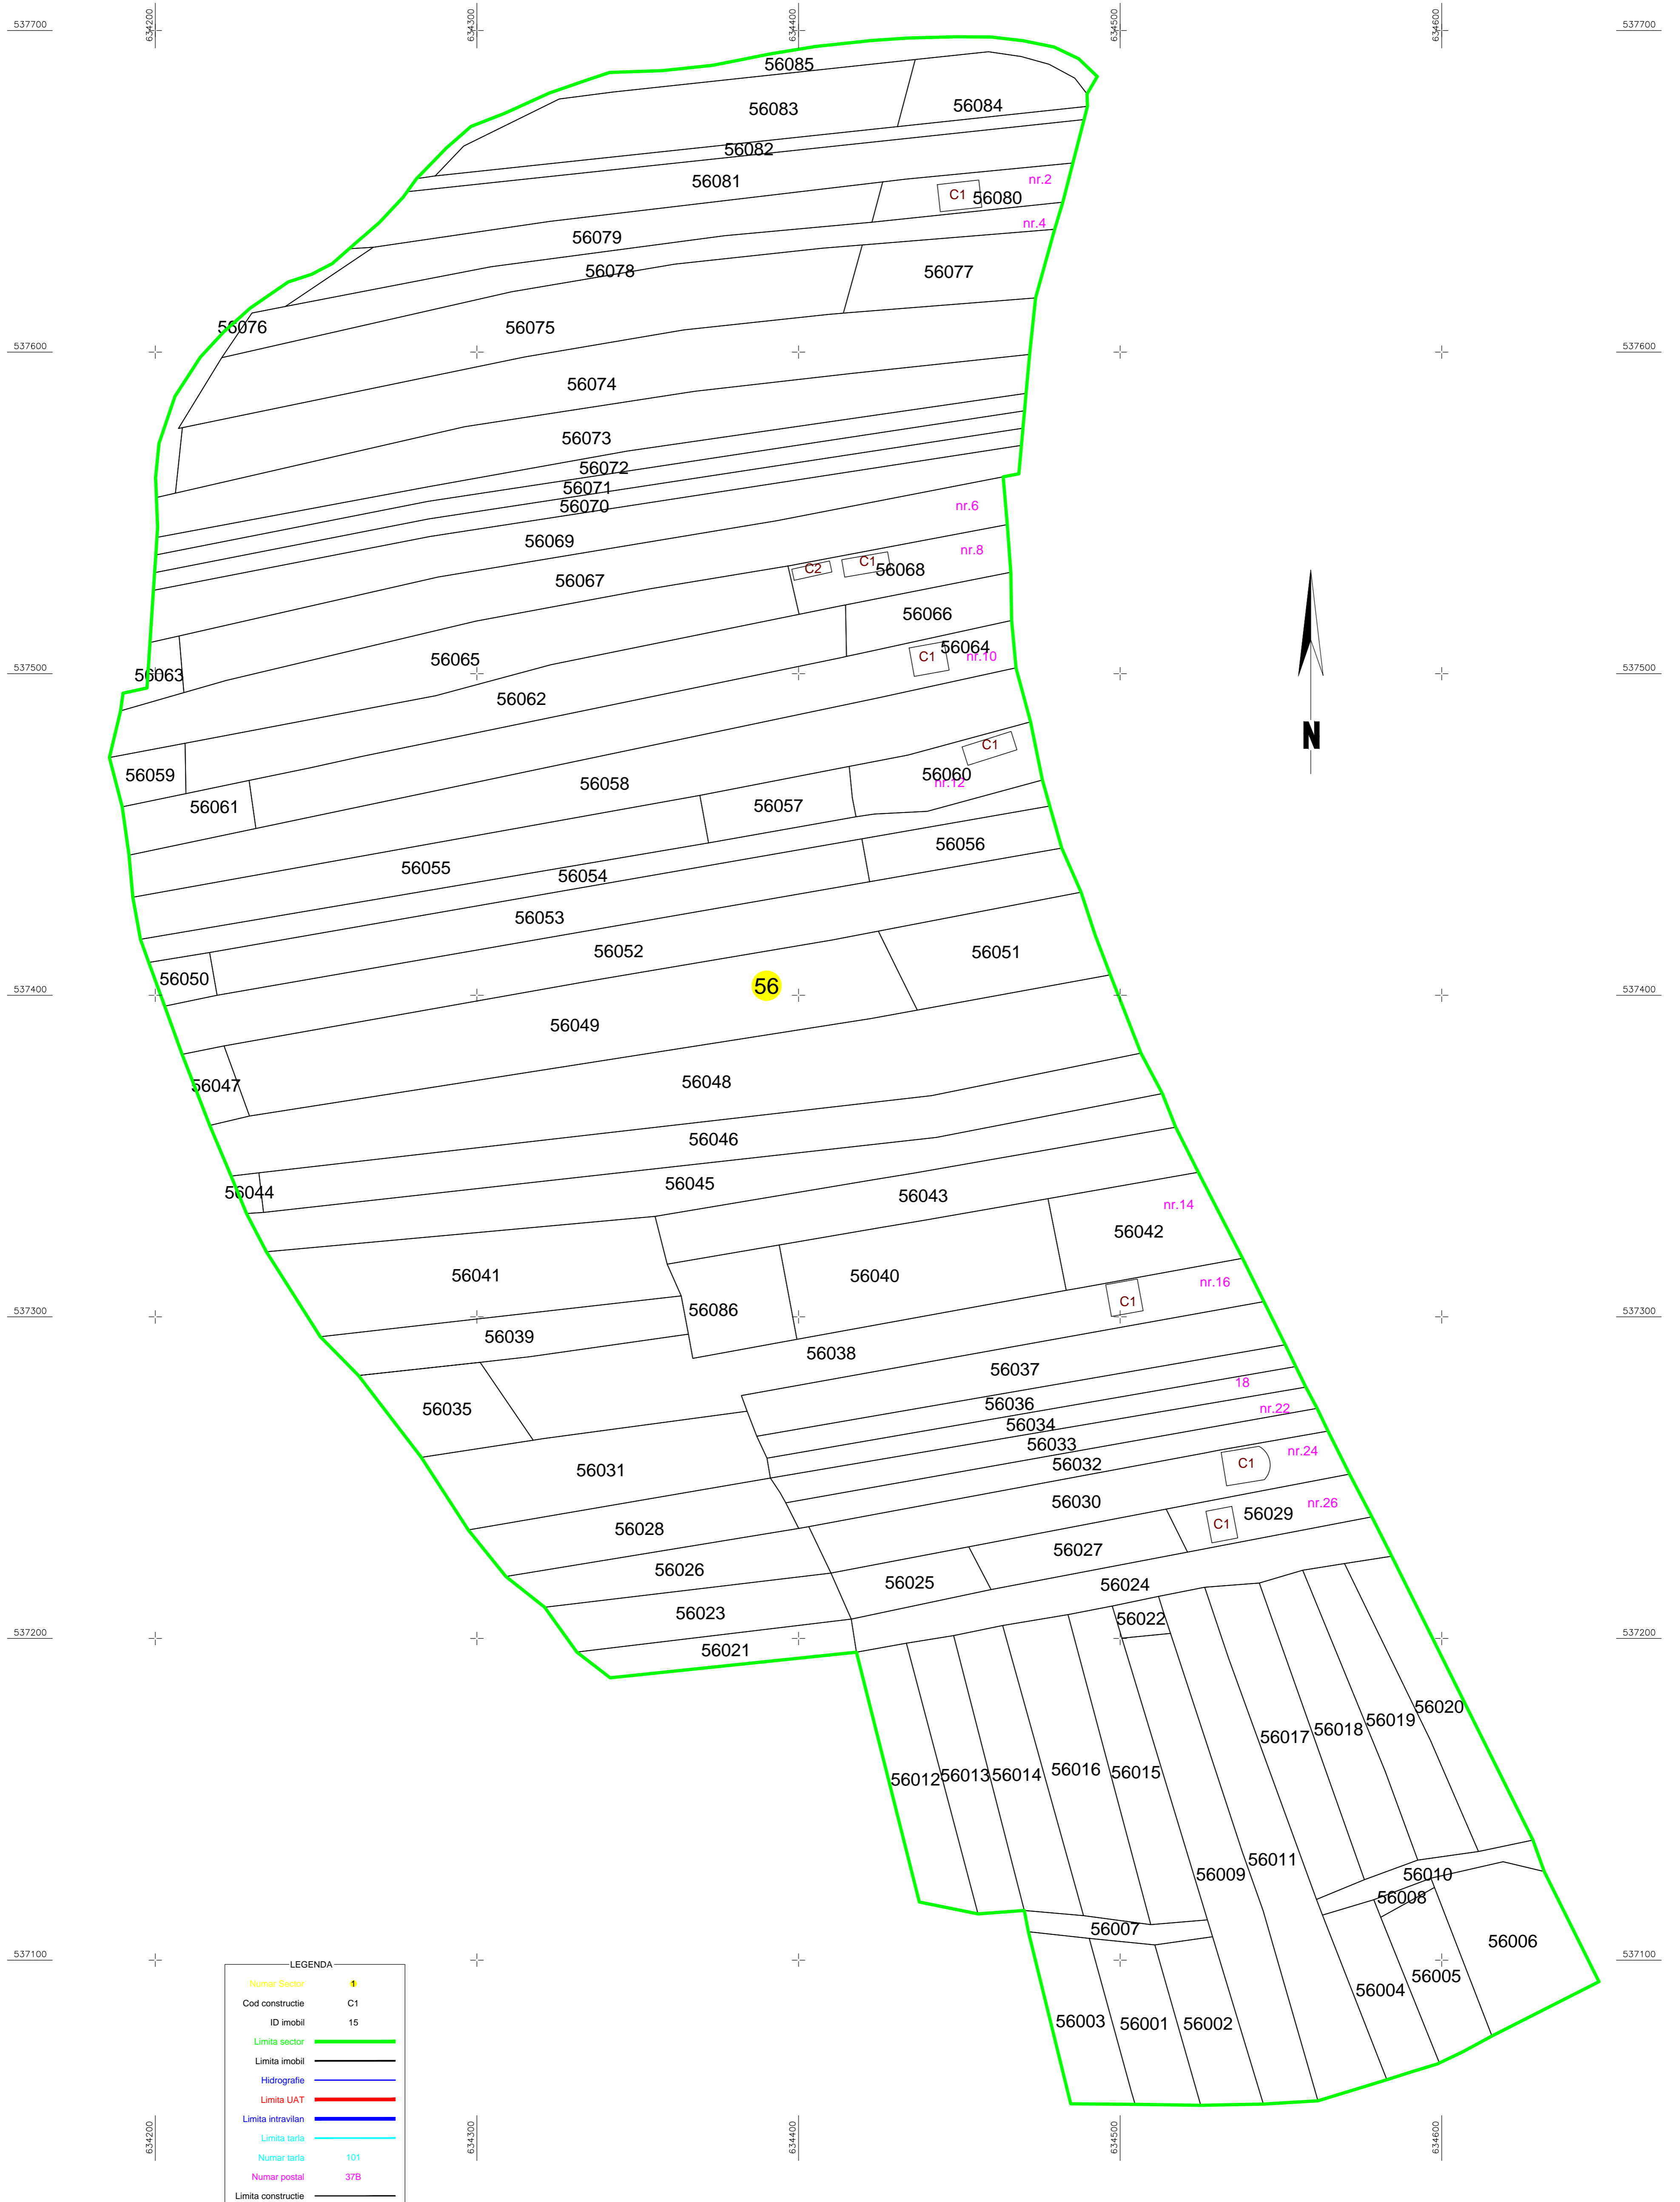 634200 634300 634400 634500 634600
537700 537700
56085
56083 56084
56082
56081 nr.2
C1 56080
nr.4
56079
56078 56077
56076 56075
537600 537600
56074
56073
56072
56071
56070 nr.6
56069 nr.8
C2 C1 56068
56067
56066
56064
C1 nr.10
56065
56063
537500 537500
56062
N
C1
56059 56060
nr.12
56058
56061 56057
56056
56055
56054
56053
56052 56051
56050
56
537400 537400
56049
56048
56047
56046
56045
56044 56043
nr.14
56042
56041 56040
nr.16
C1
56086
537300 537300
56039
56038
56037
18
56036
56035 nr.22
56034
56033
nr.24
56032 C1
56031
56030 nr.26
56029
C1
56028
56027
56026
56025 56024
56023
56022
537200 537200
56021
56020
56019
56018
56017
56016 56015
56014
56013
56012
56011
56010
56009
56008
56007
56006
537100 537100
56005
56004
56003 56001 56002
LEGENDA
Numar Sector 1
Cod constructie C1
ID imobil 15
Limita sector
Limita imobil
Hidrografie
Limita UAT
Limita intravilan
Limita tarla
Numar tarla 101
Numar postal 37B
Limita constructie
634200 634300 634400 634500 634600